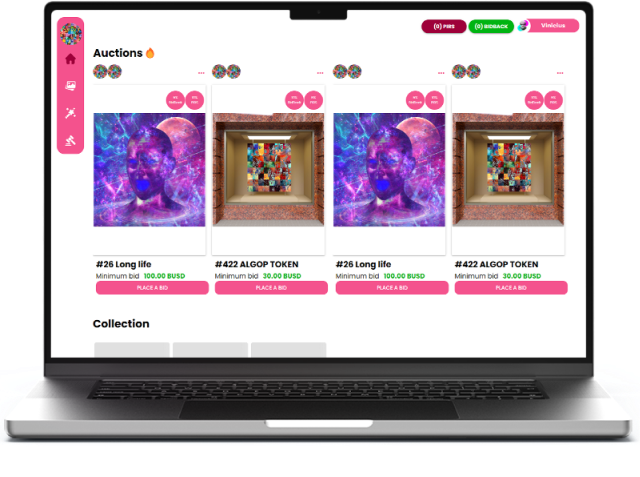 (0) PIRS
(0) BIDBACK
Vinicius
Auctions 🔥
...
...
...
...
#26 Long life
Minimum bid 100.00 BUSD
PLACE A BID
#422 ALGOP TOKEN
Minimum bid 30.00 BUSD
PLACE A BID
#26 Long life
Minimum bid 100.00 BUSD
PLACE A BID
#422 ALGOP TOKEN
Minimum bid 30.00 BUSD
PLACE A BID
Collection